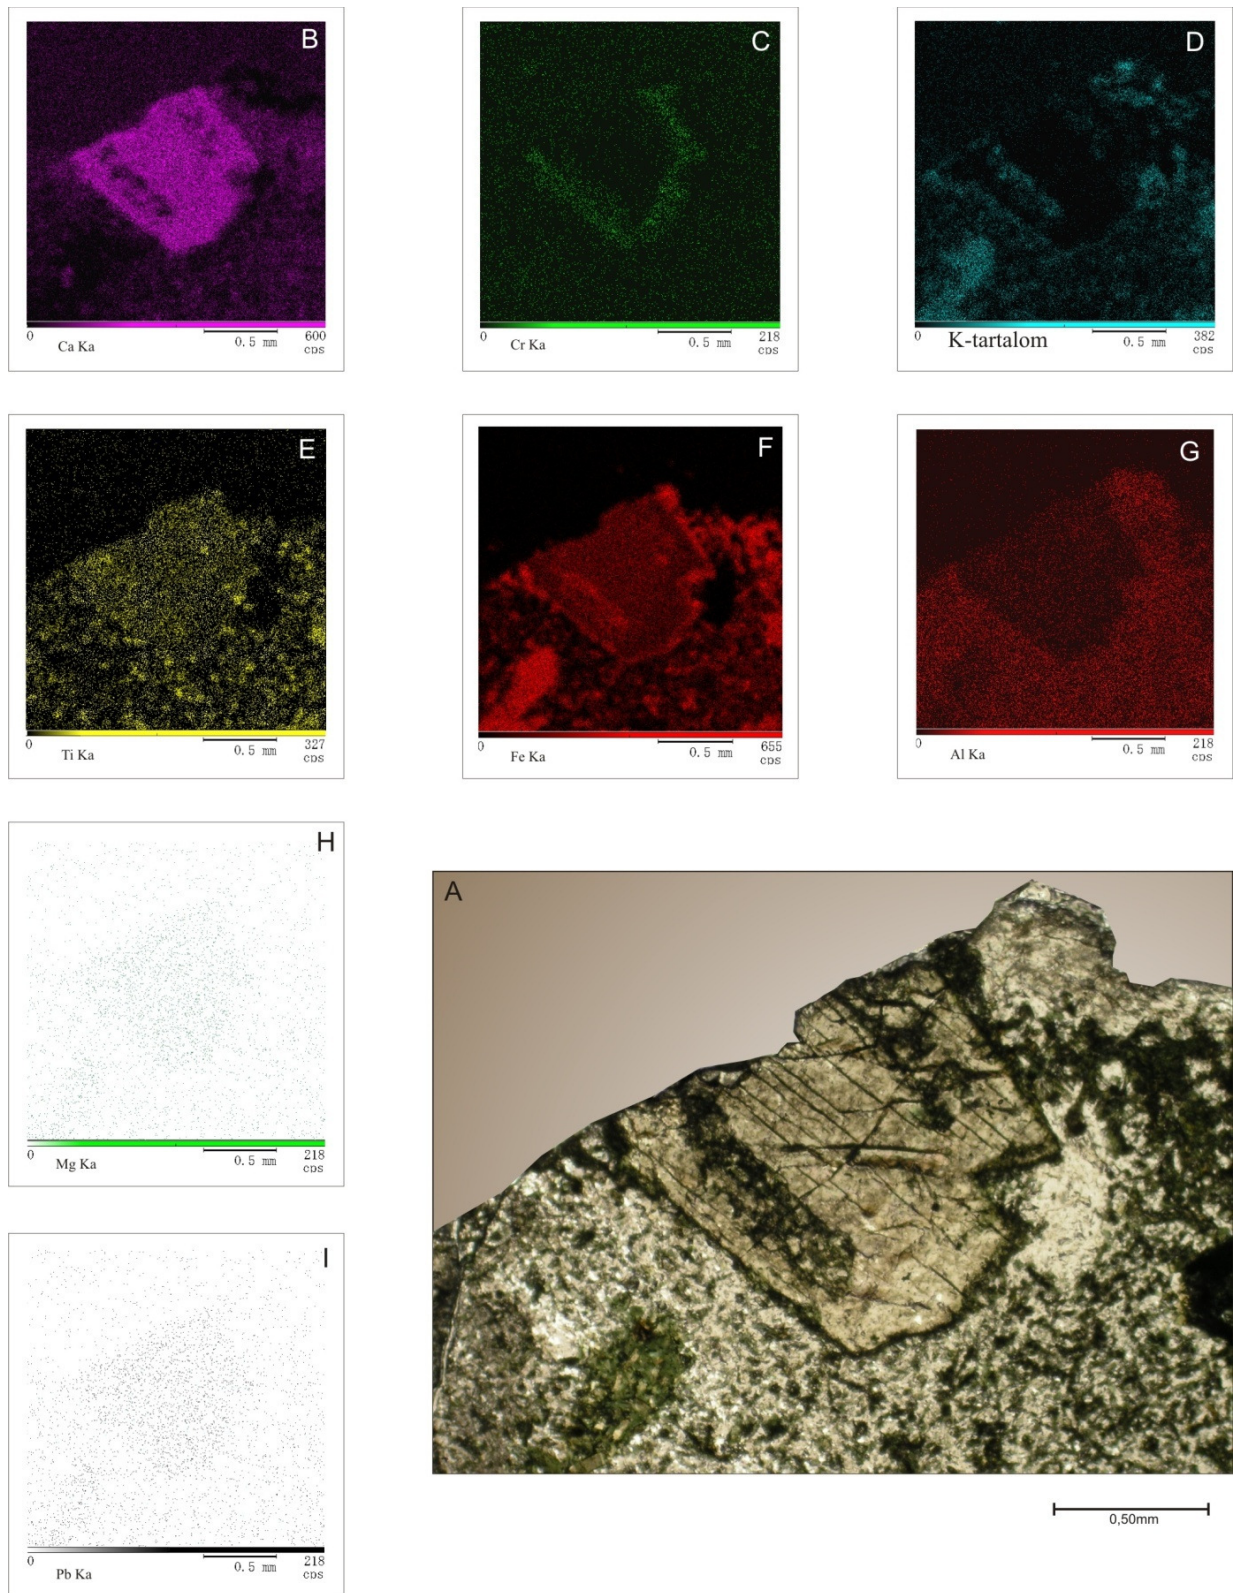 B
0 600
0.5 mm cps
Ca Ka
C
0 218
0.5 mm cps
Cr Ka
D
0 382
0.5 mm cps
K-tartalom
E
0 327
0.5 mm cps
Ti Ka
F
0 655
0.5 mm cps
Fe Ka
G
0 218
0.5 mm cps
Al Ka
H
0 218
0.5 mm cps
Mg Ka
A
0,50mm
I
0 218
0.5 mm cps
Pb Ka